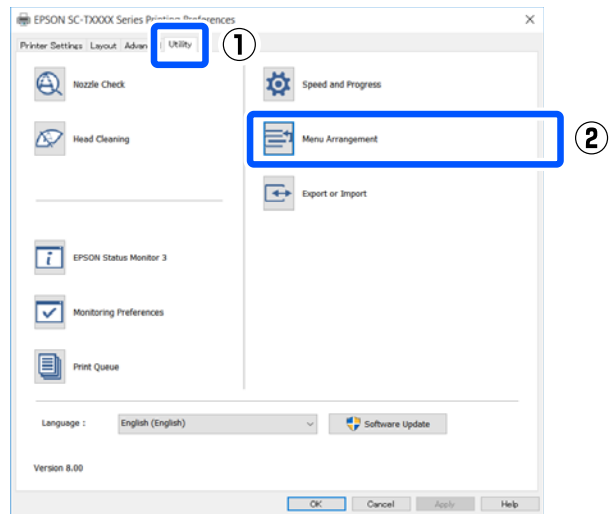 EPSON SC-TXXXX Series Printing Preferences
Printer Settings Layout Advan Utility
①
Nozzle Check
Speed and Progress
Head Cleaning
Menu Arrangement
②
Export or Import
EPSON Status Monitor 3
Monitoring Preferences
Print Queue
Language : English (English) Software Update
Version 8.00
OK Cancel Apply Help